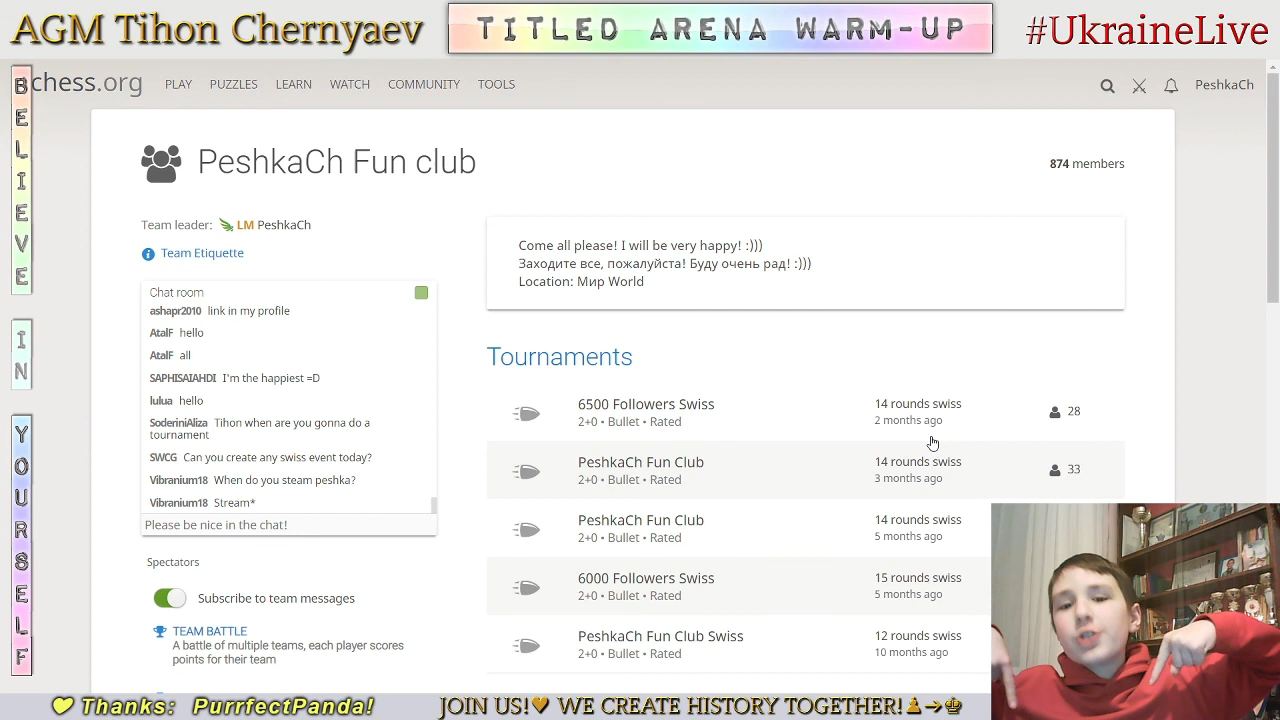 AGM Tihon Chernyaev
TITLED ARENA WARM-UP
#UkraineLive
BELIEVE
IN
YOURSELF
chess.org
PLAY
PUZZLES
LEARN
WATCH
COMMUNITY
TOOLS
PeshkaCh
PeshkaCh Fun club
874 members
Team leader: LM PeshkaCh
Team Etiquette
Chat room
ashapr2010 link in my profile
AtalF hello
AtalF all
SAPHISAIAHDI I'm the happiest =D
lulua hello
SoderiniAliza Tihon when are you gonna do a
tournament
SWCG Can you create any swiss event today?
Vibranium18 When do you steam peshka?
Vibranium18 Stream*
Please be nice in the chat!
Spectators
Subscribe to team messages
TEAM BATTLE
A battle of multiple teams, each player scores
points for their team
Come all please! I will be very happy! :)))
Заходите все, пожалуйста! Буду очень рад! :)))
Location: Мир World
Tournaments
6500 Followers Swiss
2+0 • Bullet • Rated
14 rounds swiss
2 months ago
28
PeshkaCh Fun Club
2+0 • Bullet • Rated
14 rounds swiss
3 months ago
33
PeshkaCh Fun Club
2+0 • Bullet • Rated
14 rounds swiss
5 months ago
6000 Followers Swiss
2+0 • Bullet • Rated
15 rounds swiss
5 months ago
PeshkaCh Fun Club Swiss
2+0 • Bullet • Rated
12 rounds swiss
10 months ago
Thanks: PurrfectPanda!
JOIN US! WE CREATE HISTORY TOGETHER!